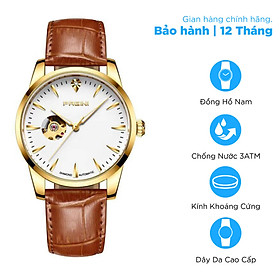 Gian hàng chính hãng.
Bảo hành | 12 Tháng
Đồng Hồ Nam
Chống Nước 3ATM
Kính Khoáng Cứng
Dây Da Cao Cấp
AUTOMATIC